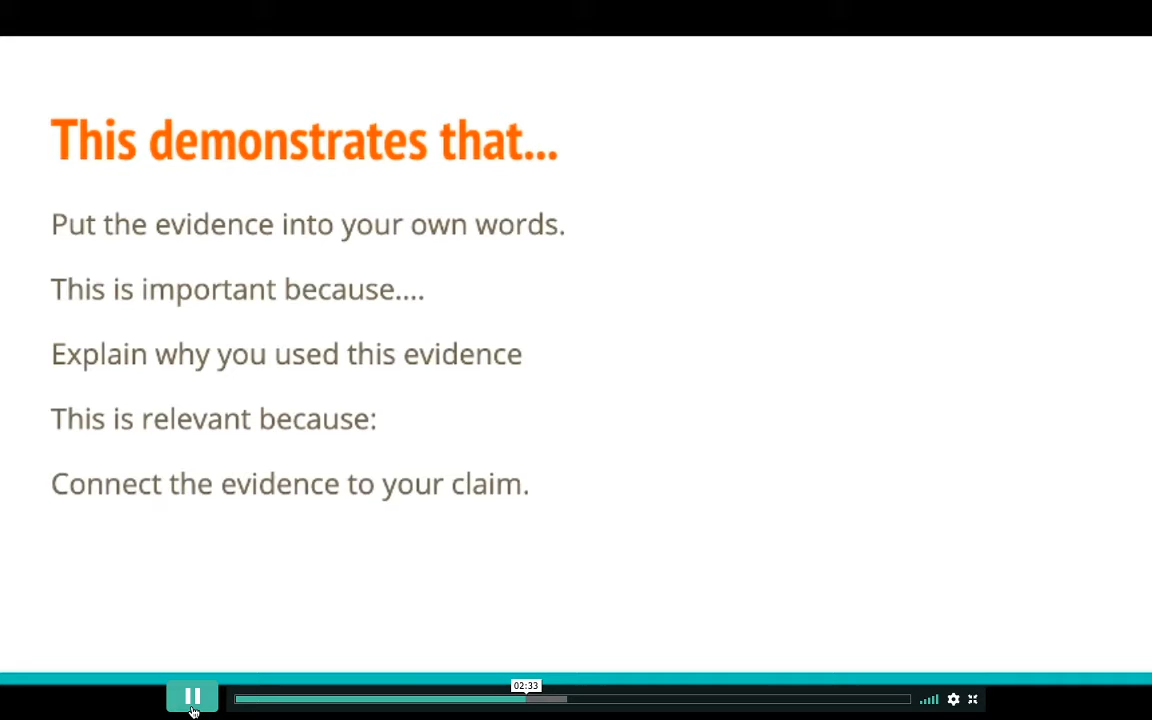 This demonstrates that...
Put the evidence into your own words.
This is important because....
Explain why you used this evidence
This is relevant because:
Connect the evidence to your claim.
02:33